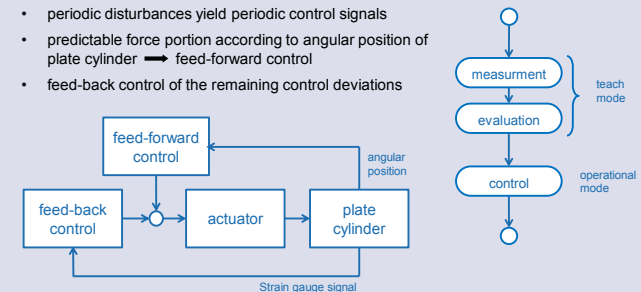 • periodic disturbances yield periodic control signals
• predictable force portion according to angular position of
plate cylinder → feed-forward control
• feed-back control of the remaining control deviations
feed-forward
control
angular
position
feed-back
control
actuator
plate
cylinder
Strain gauge signal
measurment
evaluation
teach
mode
control
operational
mode